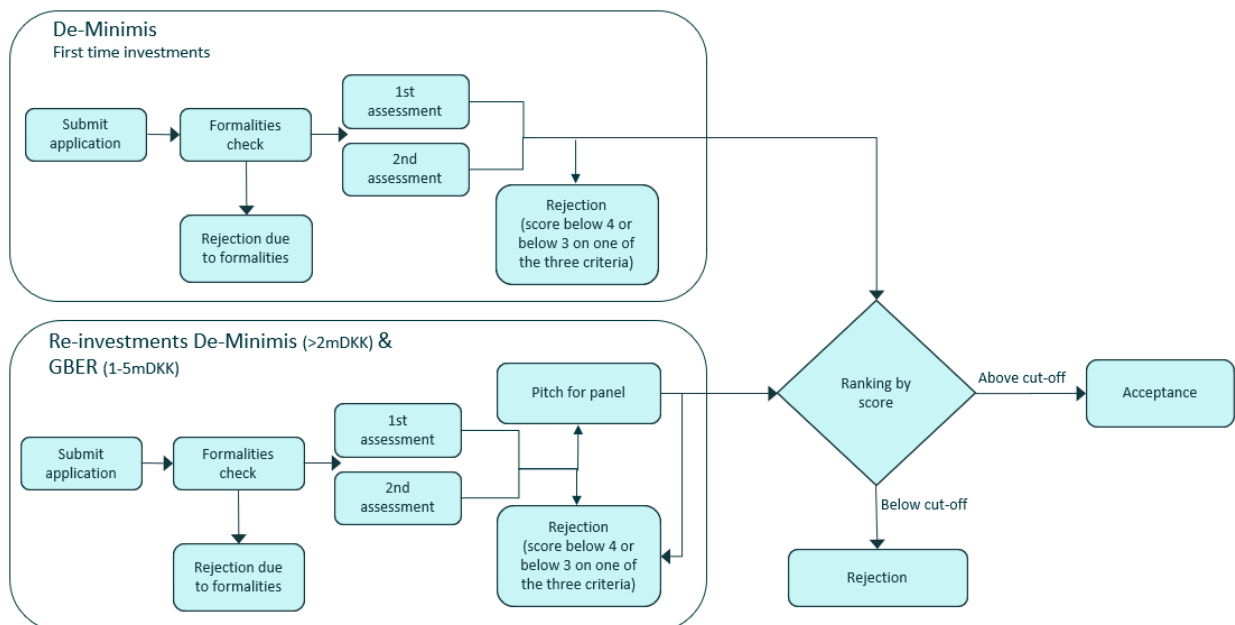 De-Minimis
First time investments
Submit
application
Formalities
check
1st
assessment
2nd
assessment
Rejection due
to formalities
Rejection
(score below 4 or
below 3 on one of
the three criteria)
Re-investments De-Minimis (>2mDKK) &
GBER (1-5mDKK)
Submit
application
Formalities
check
1st
assessment
2nd
assessment
Pitch for panel
Rejection due
to formalities
Rejection
(score below 4 or
below 3 on one of
the three criteria)
Ranking by
score
Above cut-off
Acceptance
Below cut-off
Rejection